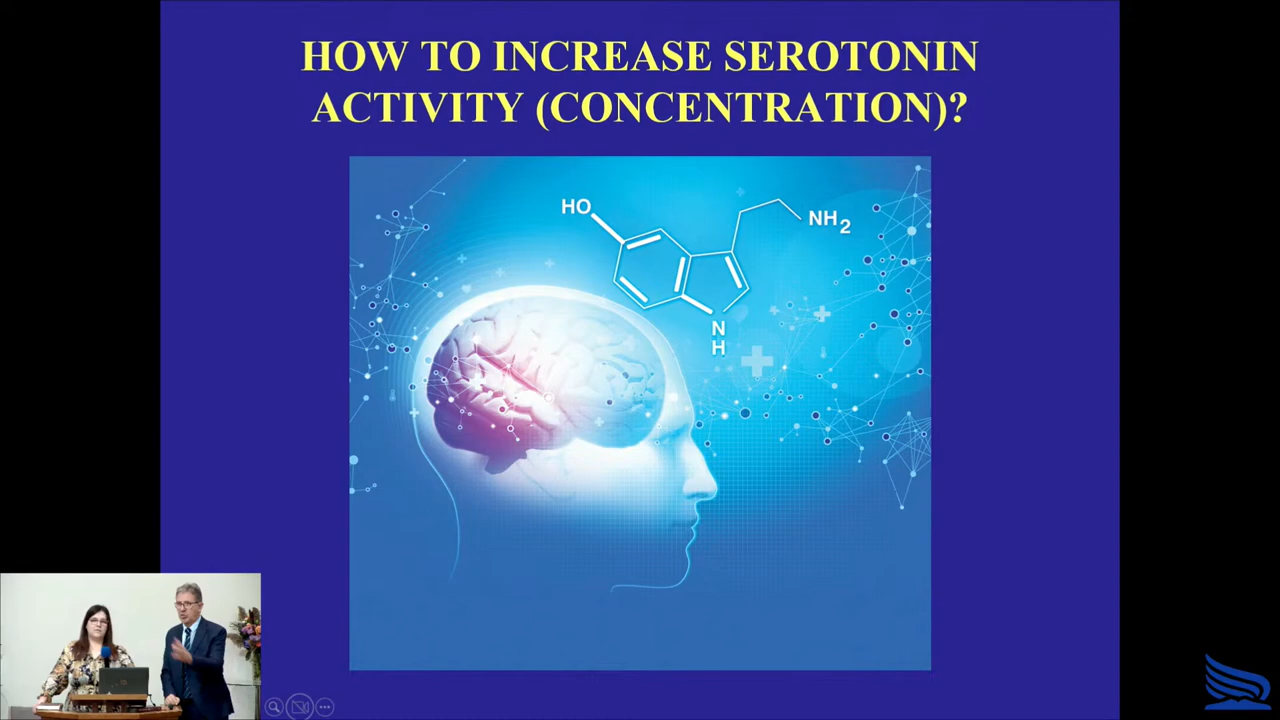 HOW TO INCREASE SEROTONIN
ACTIVITY (CONCENTRATION)?
HO
NH2
N
H